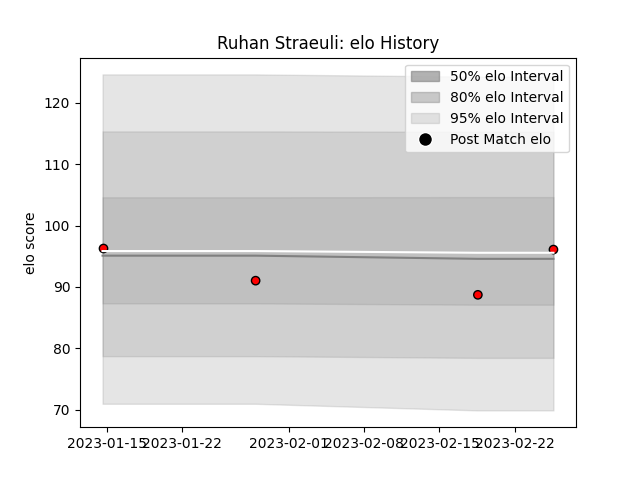 Ruhan Straeuli: elo History
50% elo Interval
80% elo Interval
95% elo Interval
Post Match elo
elo score
120
110
100
90
80
70
2023-01-15
2023-01-22
2023-02-01
2023-02-08
2023-02-15
2023-02-22